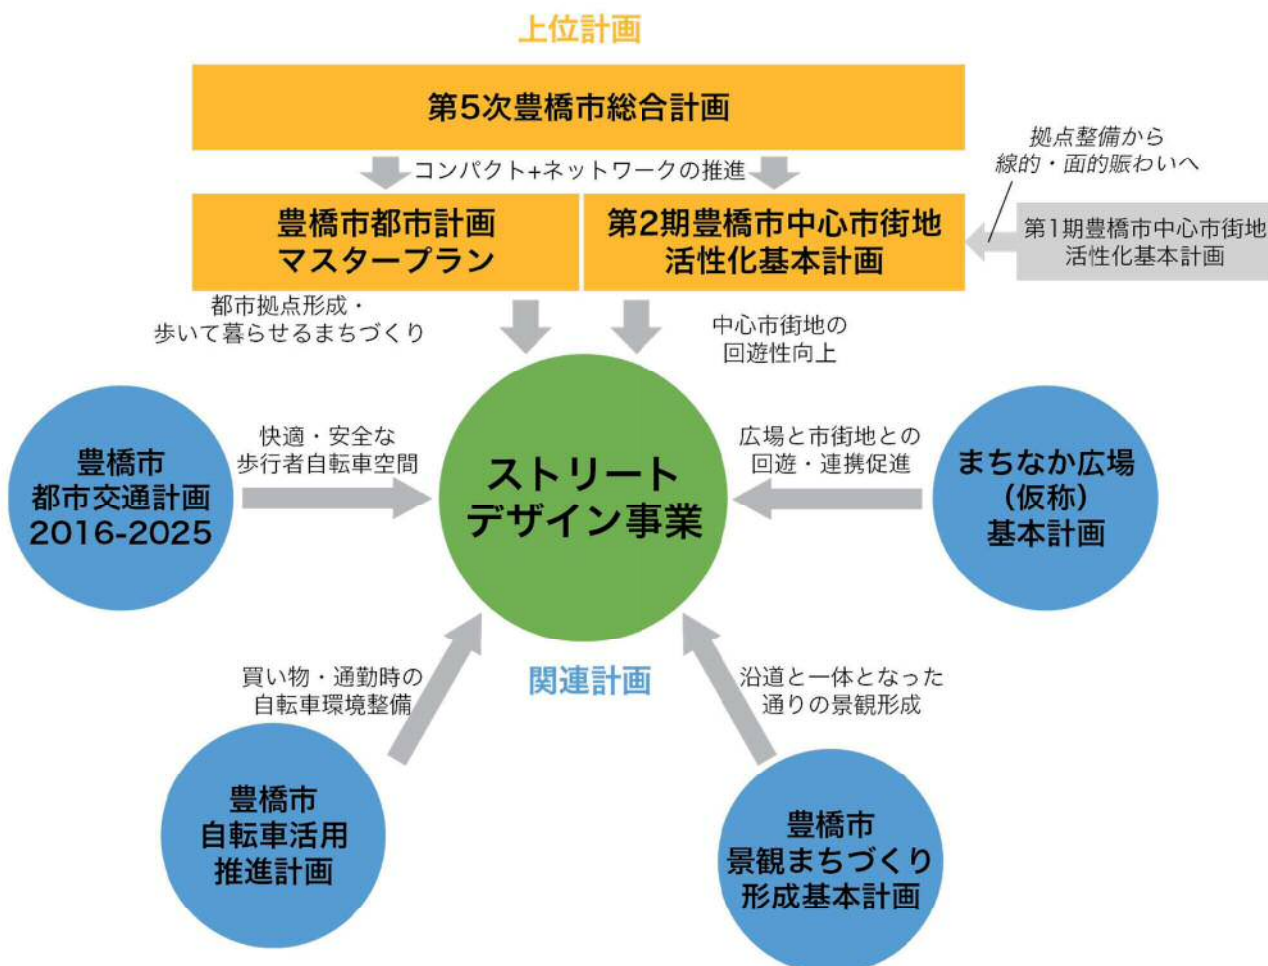 上位計画
第5次豊橋市総合計画
拠点整備から
線的・面的賑わいへ
コンパクト+ネットワークの推進
豊橋市都市計画
マスタープラン
第2期豊橋市中心市街地
活性化基本計画
第1期豊橋市中心市街地
活性化基本計画
都市拠点形成・
歩いて暮らせるまちづくり
中心市街地の
回遊性向上
豊橋市
都市交通計画
2016-2025
快適・安全な
歩行者自転車空間
ストリート
デザイン事業
広場と市街地との
回遊・連携促進
まちなか広場
(仮称)
基本計画
買い物・通勤時の
自転車環境整備
関連計画
沿道と一体となった
通りの景観形成
豊橋市
自転車活用
推進計画
豊橋市
景観まちづくり
形成基本計画